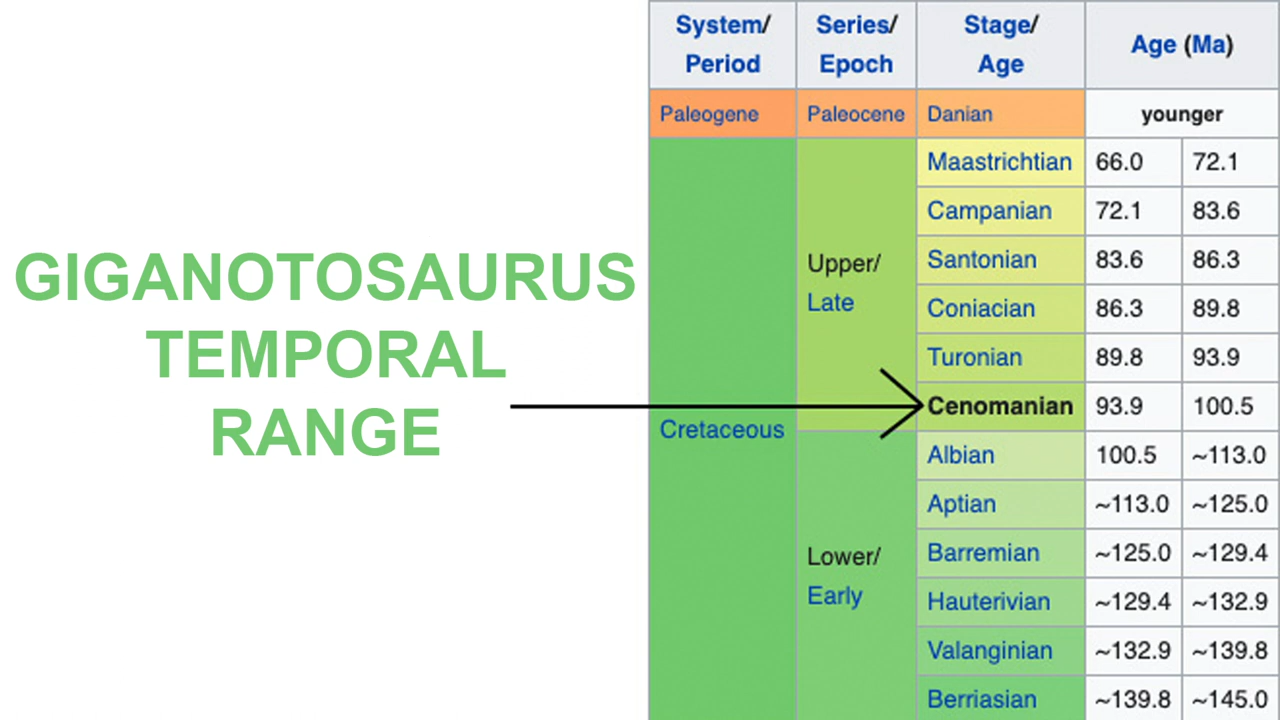 GIGANOTOSAURUS
TEMPORAL
RANGE
System/ Period Series/ Epoch Stage/ Age Age (Ma)
Paleogene Paleocene Danian younger
Cretaceous
Upper/
Late
Maastrichtian 66.0 72.1
Campanian 72.1 83.6
Santonian 83.6 86.3
Coniacian 86.3 89.8
Turonian 89.8 93.9
Cenomanian 93.9 100.5
Lower/
Early
Albian 100.5 ~113.0
Aptian ~113.0 ~125.0
Barremian ~125.0 ~129.4
Hauterivian ~129.4 ~132.9
Valanginian ~132.9 ~139.8
Berriasian ~139.8 ~145.0